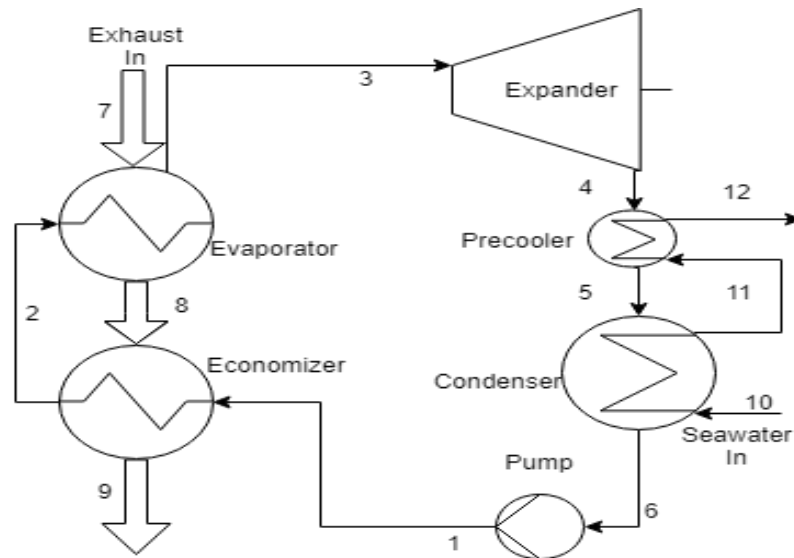 Exhaust
In
3
Expander
7
4
12
Precooler
Evaporator
5
11
2
8
Economizer
Condenser
10
Seawater
In
Pump
9
6
1